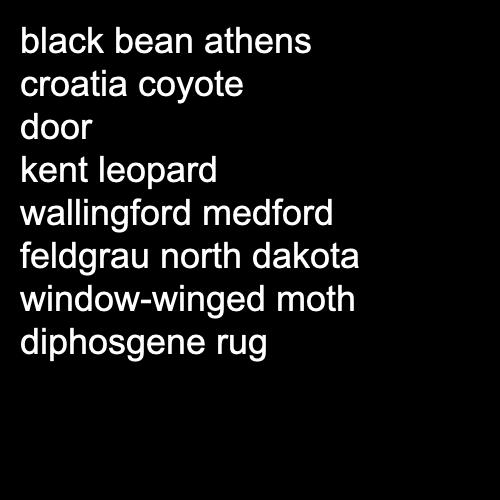 black bean athens
croatia coyote
door
kent leopard
wallingford medford
feldgrau north dakota
window-winged moth
diphosgene rug